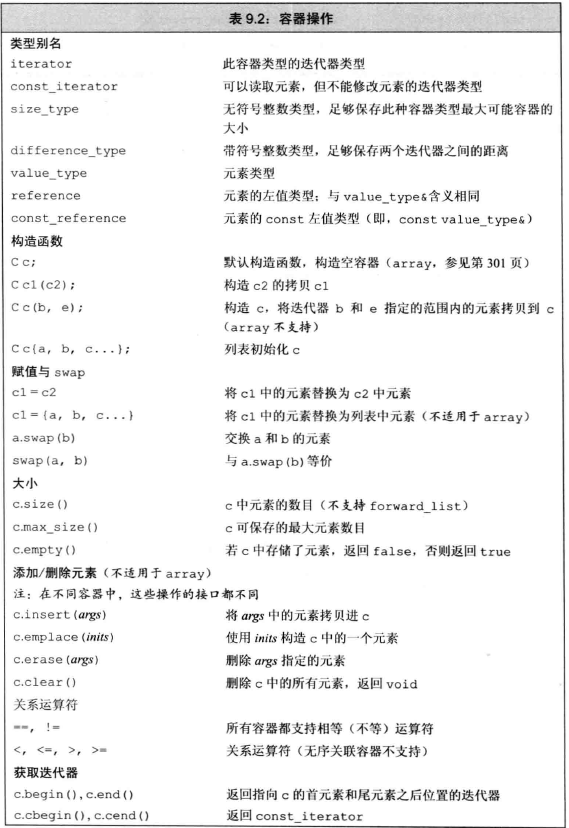 表 9.2：容器操作
类型别名
iterator 此容器类型的迭代器类型
const_iterator 可以读取元素，但不能修改元素的迭代器类型
size_type 无符号整数类型，足够保存此种容器类型最大可能容器的
大小
difference_type 带符号整数类型，足够保存两个迭代器之间的距离
value_type 元素类型
reference 元素的左值类型；与 value_type&含义相同
const_reference 元素的 const 左值类型（即，const value_type&）
构造函数
C c; 默认构造函数，构造空容器（array，参见第 301 页）
C c1(c2); 构造 c2 的拷贝 c1
C c(b, e); 构造 c，将迭代器 b 和 e 指定的范围内的元素拷贝到 c
（array 不支持）
C c{a, b, c...}; 列表初始化 c
赋值与 swap
c1 = c2 将 c1 中的元素替换为 c2 中元素
c1 = {a, b, c...} 将 c1 中的元素替换为列表中元素（不适用于 array）
a.swap(b) 交换 a 和 b 的元素
swap(a, b) 与 a.swap(b)等价
大小
c.size() c 中元素的数目（不支持 forward_list）
c.max_size() c 可保存的最大元素数目
c.empty() 若 c 中存储了元素，返回 false，否则返回 true
添加/删除元素（不适用于 array）
注：在不同容器中，这些操作的接口都不同
c.insert(args) 将 args 中的元素拷贝进 c
c.emplace(inits) 使用 inits 构造 c 中的一个元素
c.erase(args) 删除 args 指定的元素
c.clear() 删除 c 中的所有元素，返回 void
关系运算符
==, != 所有容器都支持相等（不等）运算符
<, <=, >, >= 关系运算符（无序关联容器不支持）
获取迭代器
c.begin(),c.end() 返回指向 c 的首元素和尾元素之后位置的迭代器
c.cbegin(),c.cend() 返回 const_iterator